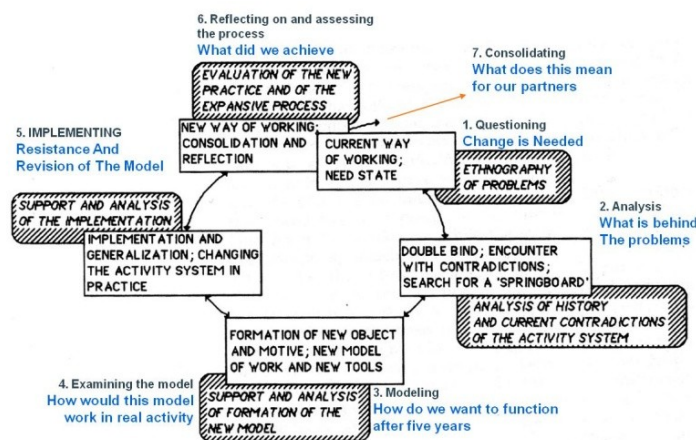 6. Reflecting on and assessing
the process
What did we achieve
EVALUATION OF THE NEW
PRACTICE AND OF THE
EXPANSIVE PROCESS
NEW WAY OF WORKING;
CONSOLIDATION AND
REFLECTION
7. Consolidating
What does this mean
for our partners
CURRENT WAY
OF WORKING;
NEED STATE
1. Questioning
Change is Needed
ETHNOGRAPHY
OF PROBLEMS
2. Analysis
What is behind
The problems
DOUBLE BIND; ENCOUNTER
WITH CONTRADICTIONS;
SEARCH FOR A 'SPRINGBOARD'
ANALYSIS OF HISTORY
AND CURRENT CONTRADICTIONS
OF THE ACTIVITY SYSTEM
3. Modeling
How do we want to function
after five years
FORMATION OF NEW OBJECT
AND MOTIVE; NEW MODEL
OF WORK AND NEW TOOLS
SUPPORT AND ANALYSIS
OF FORMATION OF THE
NEW MODEL
4. Examining the model
How would this model
work in real activity
5. IMPLEMENTING
Resistance And
Revision of The Model
SUPPORT AND ANALYSIS
OF THE IMPLEMENTATION
IMPLEMENTATION AND
GENERALIZATION; CHANGING
THE ACTIVITY SYSTEM IN
PRACTICE